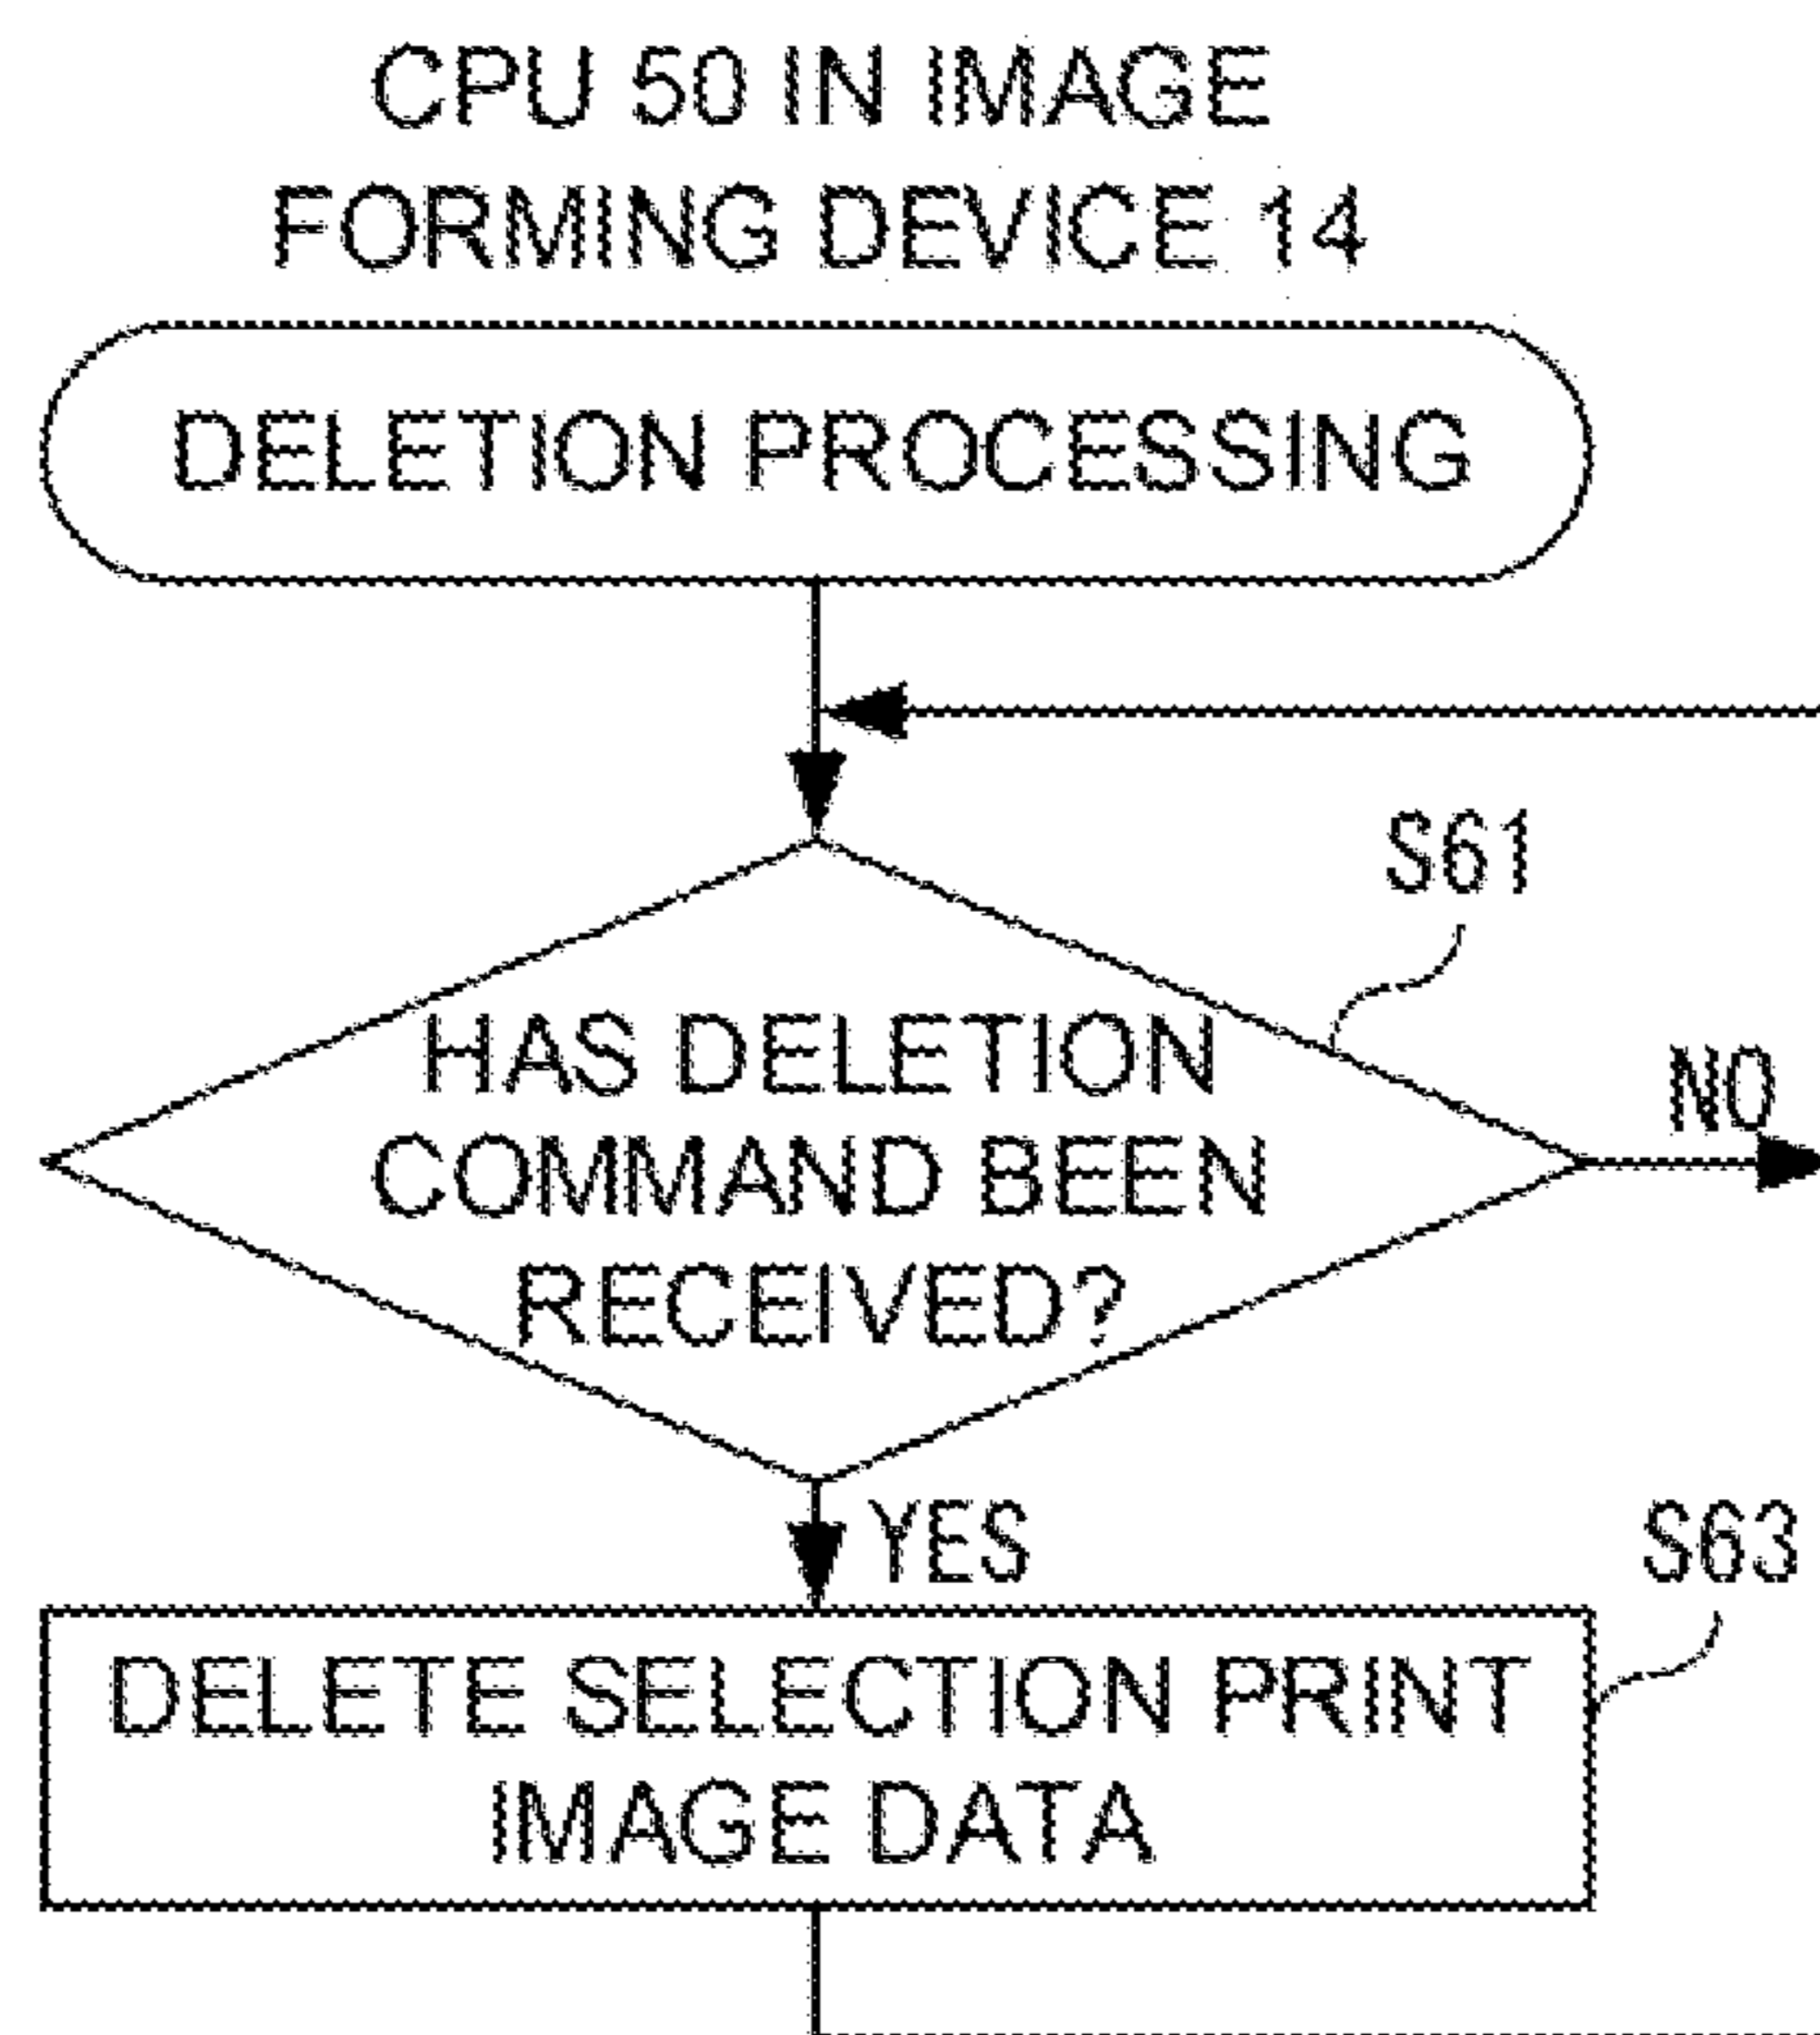 CPU 50 IN IMAGE
FORMING DEVICE 14
DELETION PROCESSING
S61
HAS DELETION
COMMAND BEEN
RECEIVED?
NO
YES
S63
DELETE SELECTION PRINT
IMAGE DATA